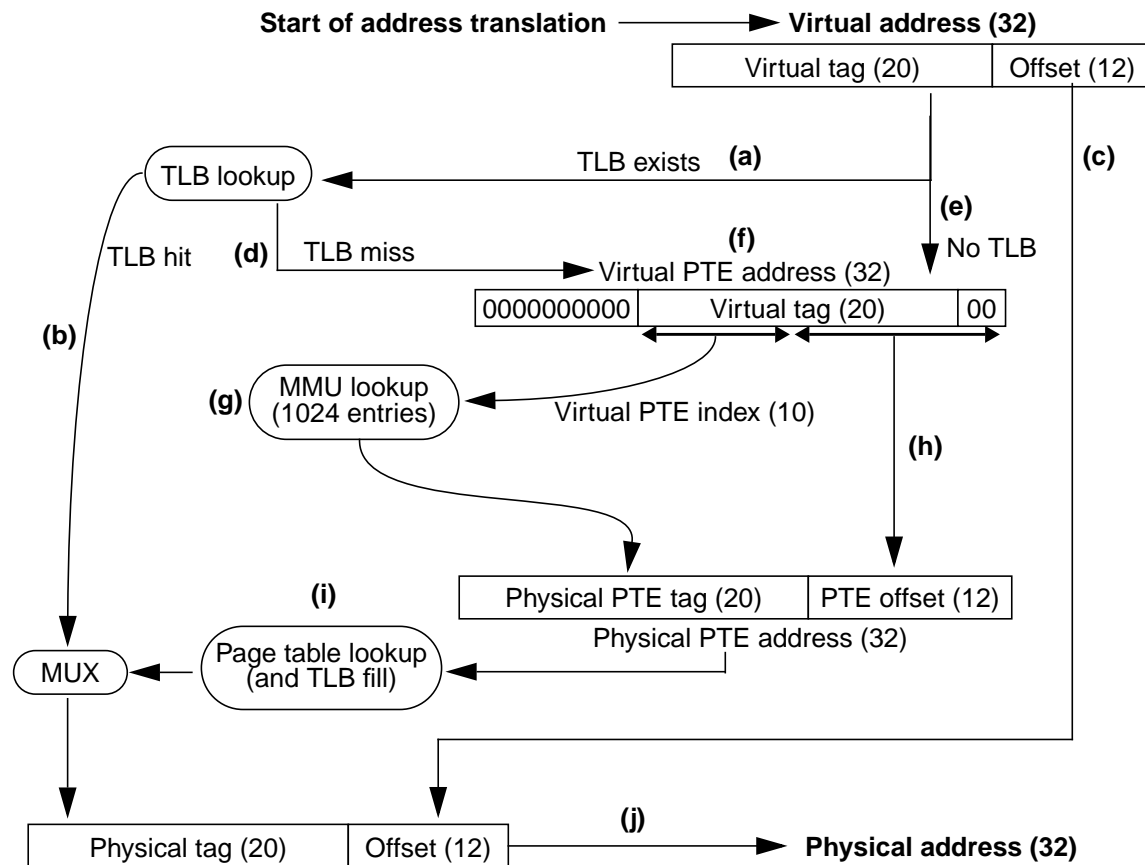 Start of address translation
Virtual address (32)
Virtual tag (20)
Offset (12)
(a)
(c)
TLB exists
TLB lookup
(e)
(d)
TLB miss
(f)
No TLB
TLB hit
Virtual PTE address (32)
0000000000
Virtual tag (20)
00
(b)
(g)
MMU lookup
(1024 entries)
Virtual PTE index (10)
(h)
(i)
Physical PTE tag (20)
PTE offset (12)
Physical PTE address (32)
Page table lookup
(and TLB fill)
MUX
(j)
Physical tag (20)
Offset (12)
Physical address (32)